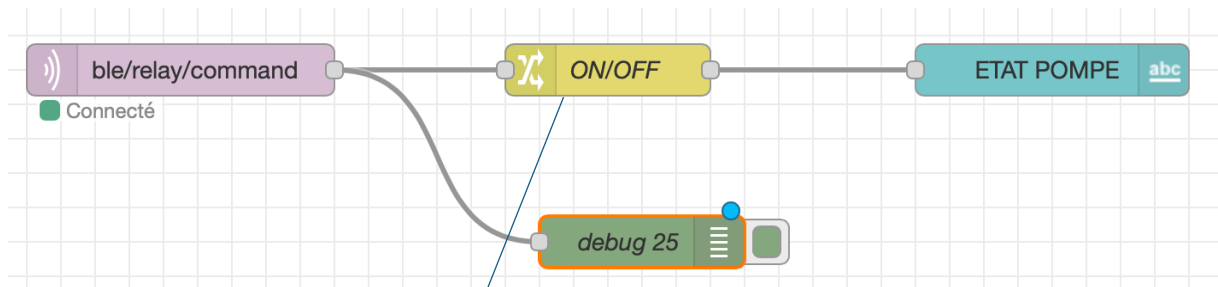 ble/relay/command
ON/OFF
ETAT POMPE
abc
Connecté
debug 25